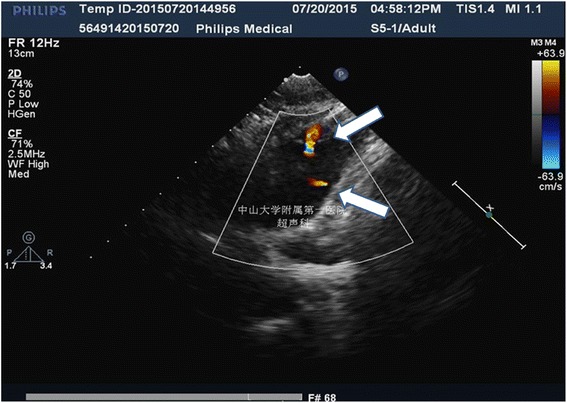 PHILIPS Temp ID-20150720144956 07/20/2015 04:58:12PM TIS1.4 MI 1.1
56491420150720 Philips Medical S5-1/Adult
FR 12Hz
13cm
2D
74%
C 50
P Low
HGen
CF
71%
2.5MHz
WF High
Med
P
M3 M4
+63.9
-63.9
cm/s
中山大学附属第一医院
超声科
x
G
P R
1.7 3.4
F# 68